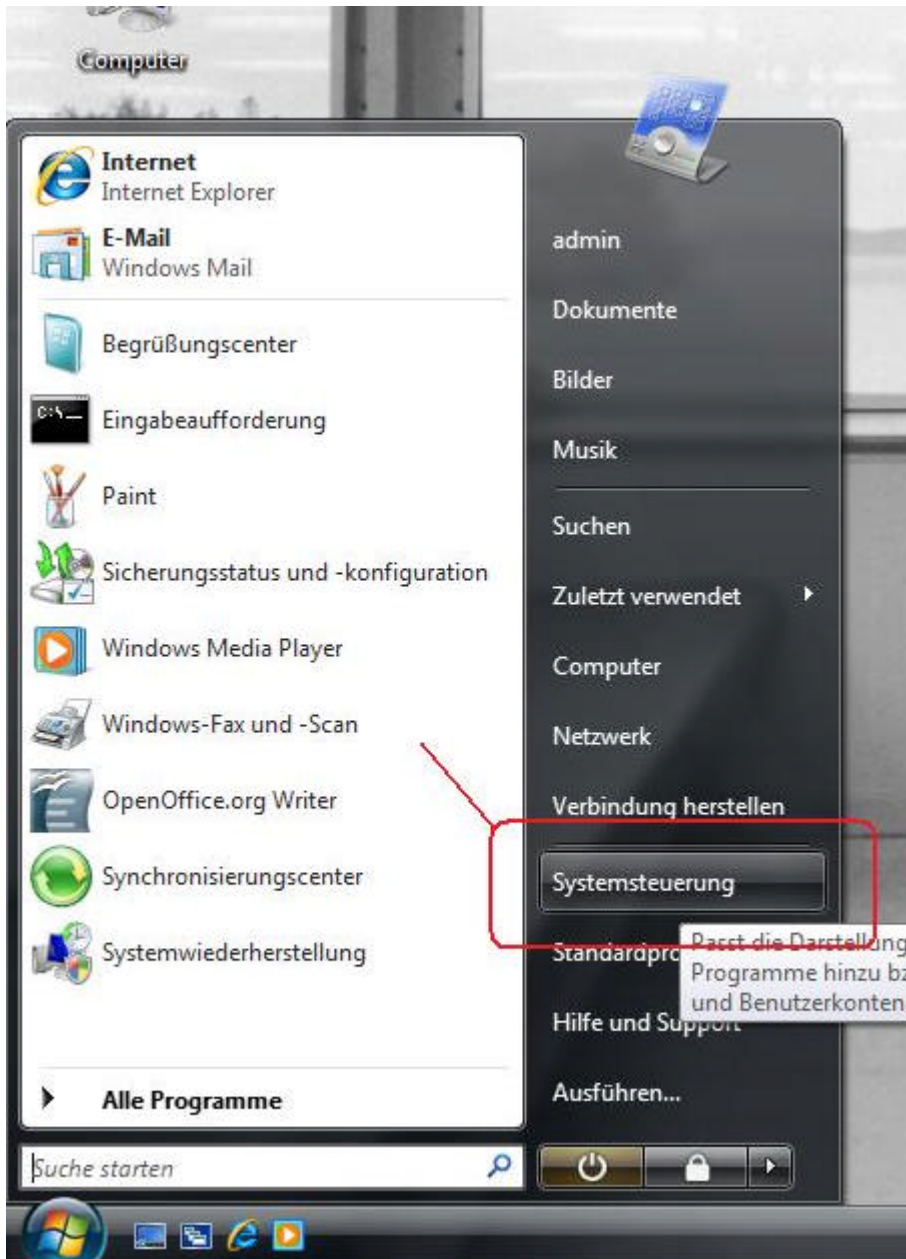 Computer
Internet
Internet Explorer
E-Mail
Windows Mail
Begrüßungscenter
Eingabeaufforderung
C:\
Paint
Sicherungsstatus und -konfiguration
Windows Media Player
Windows-Fax und -Scan
OpenOffice.org Writer
Synchronisierungscenter
Systemwiederherstellung
Alle Programme
Suche starten
admin
Dokumente
Bilder
Musik
Suchen
Zuletzt verwendet
Computer
Netzwerk
Verbindung herstellen
Systemsteuerung
Passt die Darstellung
Programme hinzu bz
und Benutzerkonten
Standardpro
Hilfe und Support
Ausführen...